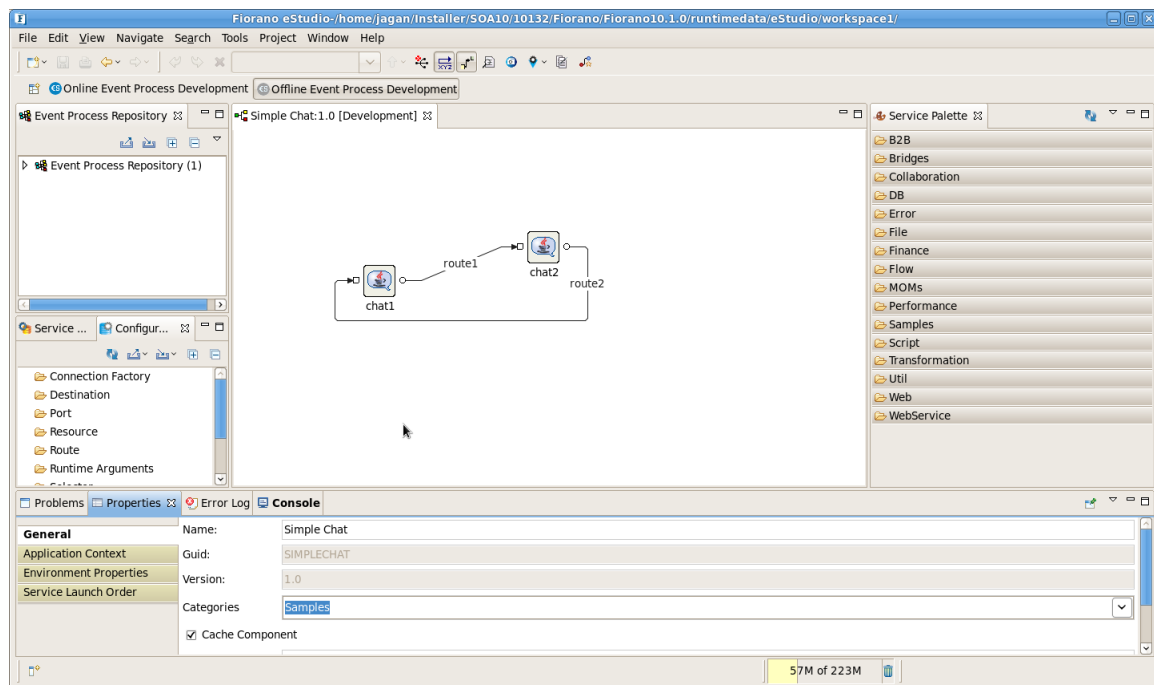 Fiorano eStudio-/home/jagan/Installer/SOA10/10132/Fiorano/Fiorano10.1.0/runtimedata/eStudio/workspace1/
File Edit View Navigate Search Tools Project Window Help
Online Event Process Development Offline Event Process Development
Event Process Repository
Event Process Repository (1)
Service ... Configur...
Connection Factory
Destination
Port
Resource
Route
Runtime Arguments
Selector
Simple Chat:1.0 [Development]
route1
chat2
route2
chat1
Service Palette
B2B
Bridges
Collaboration
DB
Error
File
Finance
Flow
MOMs
Performance
Samples
Script
Transformation
Util
Web
WebService
Problems Properties Error Log Console
General
Application Context
Environment Properties
Service Launch Order
Name: Simple Chat
Guid: SIMPLECHAT
Version: 1.0
Categories Samples
Cache Component
57M of 223M